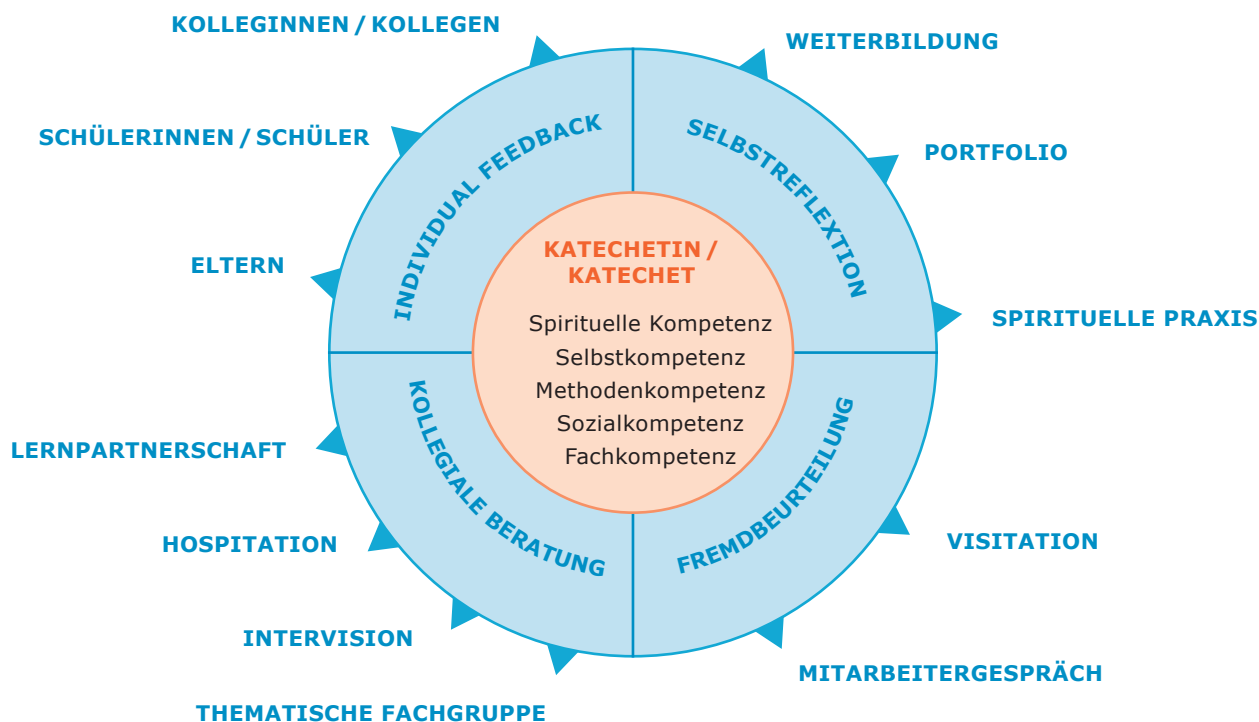 KOLLEGINNEN / KOLLEGEN
WEITERBILDUNG
SCHÜLERINNEN / SCHÜLER
PORTFOLIO
INDIVIDUAL FEEDBACK
SELBSTREFLEXTION
ELTERN
SPIRITUELLE PRAXIS
KATECHETIN /
KATECHET
Spirituelle Kompetenz
Selbstkompetenz
Methodenkompetenz
Sozialkompetenz
Fachkompetenz
KOLLEGIALE BERATUNG
FREMDBEURTEILUNG
LERNPARTNERSCHAFT
HOSPITATION
VISITATION
INTERVISION
MITARBEITERGESPRÄCH
THEMATISCHE FACHGRUPPE